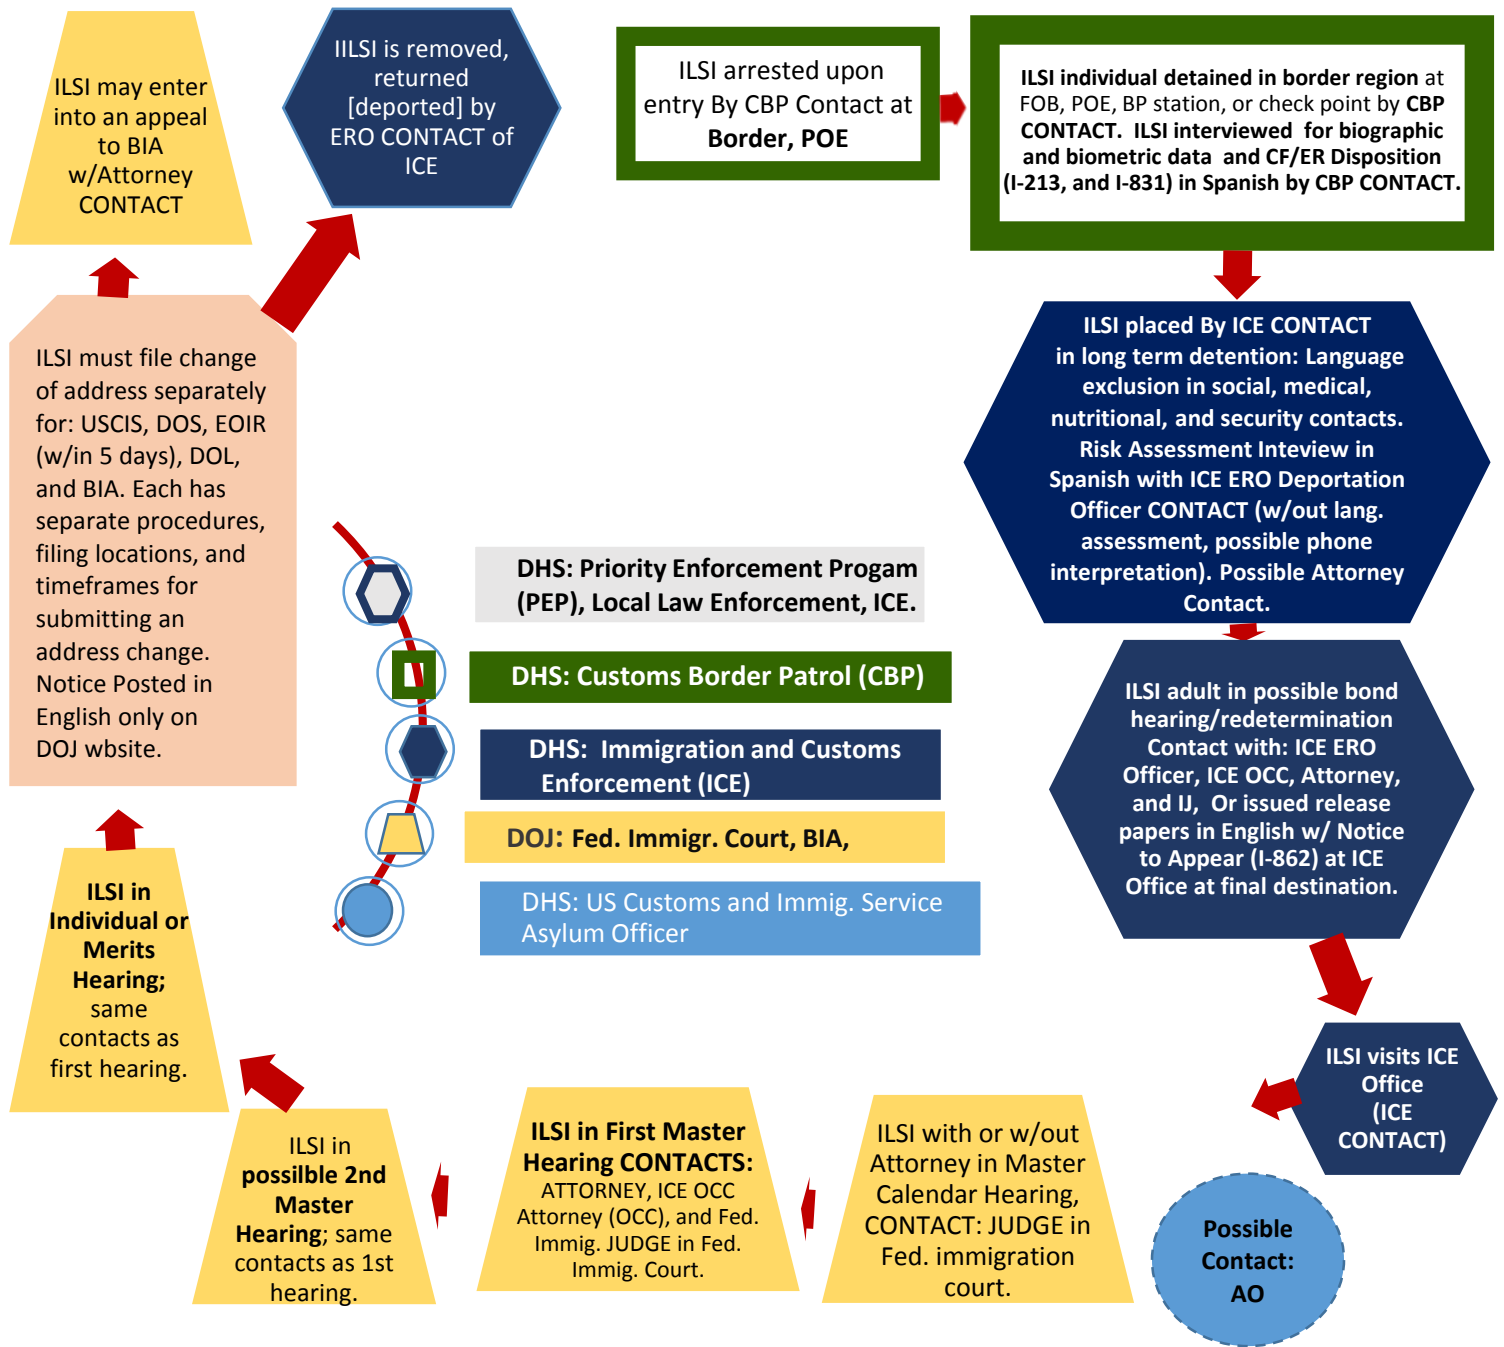 ILSI may enter
into an appeal
to BIA
w/Attorney
CONTACT
IILSI is removed,
returned
[deported] by
ERO CONTACT of
ICE
ILSI arrested upon
entry By CBP Contact at
Border, POE
ILSI individual detained in border region at
FOB, POE, BP station, or check point by CBP
CONTACT. ILSI interviewed for biographic
and biometric data and CF/ER Disposition
(I-213, and I-831) in Spanish by CBP CONTACT.
ILSI placed By ICE CONTACT
in long term detention: Language
exclusion in social, medical,
nutritional, and security contacts.
Risk Assessment Inteview in
Spanish with ICE ERO Deportation
Officer CONTACT (w/out lang.
assessment, possible phone
interpretation). Possible Attorney
Contact.
ILSI adult in possible bond
hearing/redetermination
Contact with: ICE ERO
Officer, ICE OCC, Attorney,
and IJ, Or issued release
papers in English w/ Notice
to Appear (I-862) at ICE
Office at final destination.
ILSI visits ICE
Office
(ICE
CONTACT)
Possible
Contact:
AO
ILSI with or w/out
Attorney in Master
Calendar Hearing,
CONTACT: JUDGE in
Fed. immigration
court.
ILSI in First Master
Hearing CONTACTS:
ATTORNEY, ICE OCC
Attorney (OCC), and Fed.
Immig. JUDGE in Fed.
Immig. Court.
ILSI in
possilble 2nd
Master
Hearing; same
contacts as 1st
hearing.
ILSI in
Individual or
Merits
Hearing;
same
contacts as
first hearing.
ILSI must file change
of address separately
for: USCIS, DOS, EOIR
(w/in 5 days), DOL,
and BIA. Each has
separate procedures,
filing locations, and
timeframes for
submitting an
address change.
Notice Posted in
English only on
DOJ wbsite.
DHS: Priority Enforcement Progam
(PEP), Local Law Enforcement, ICE.
DHS: Customs Border Patrol (CBP)
DHS: Immigration and Customs
Enforcement (ICE)
DOJ: Fed. Immigr. Court, BIA,
DHS: US Customs and Immig. Service
Asylum Officer